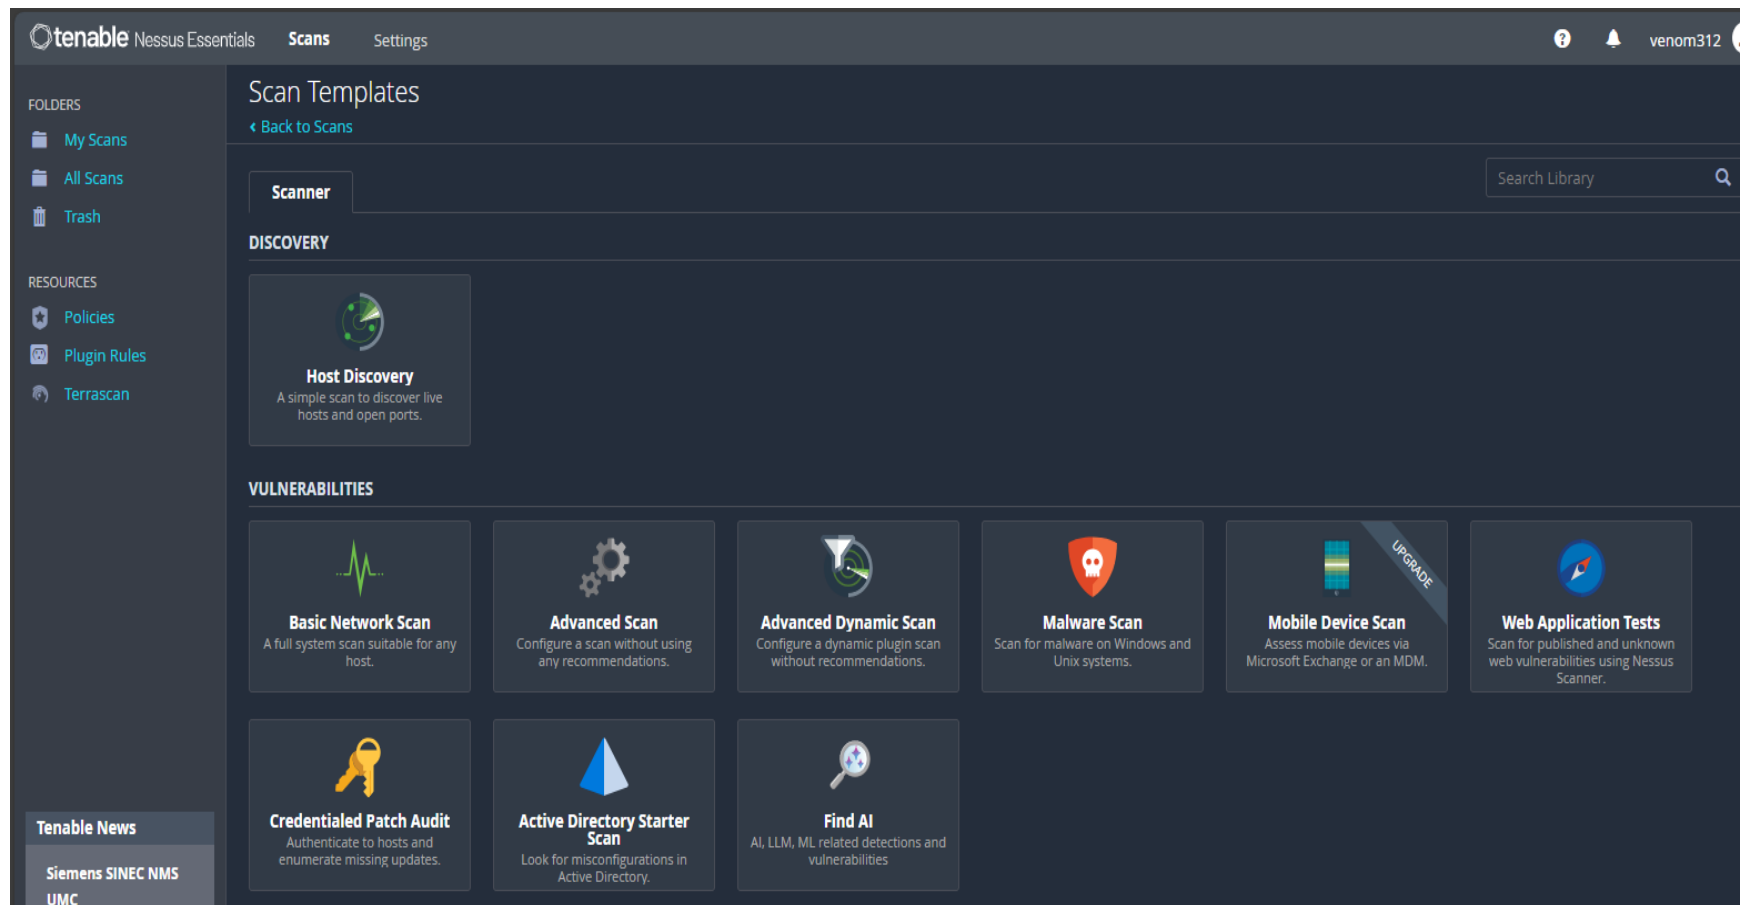 tenable Nessus Essentials Scans Settings venom312
FOLDERS
My Scans
All Scans
Trash
RESOURCES
Policies
Plugin Rules
Terrascan
Tenable News
Siemens SINEC NMS
UMC
Scan Templates
Back to Scans
Scanner
Search Library
DISCOVERY
Host Discovery
A simple scan to discover live
hosts and open ports.
VULNERABILITIES
Basic Network Scan
A full system scan suitable for any
host.
Advanced Scan
Configure a scan without using
any recommendations.
Advanced Dynamic Scan
Configure a dynamic plugin scan
without recommendations.
Malware Scan
Scan for malware on Windows and
Unix systems.
UPGRADE
Mobile Device Scan
Assess mobile devices via
Microsoft Exchange or an MDM.
Web Application Tests
Scan for published and unknown
web vulnerabilities using Nessus
Scanner.
Credentialed Patch Audit
Authenticate to hosts and
enumerate missing updates.
Active Directory Starter
Scan
Look for misconfigurations in
Active Directory.
Find AI
AI, LLM, ML related detections and
vulnerabilities